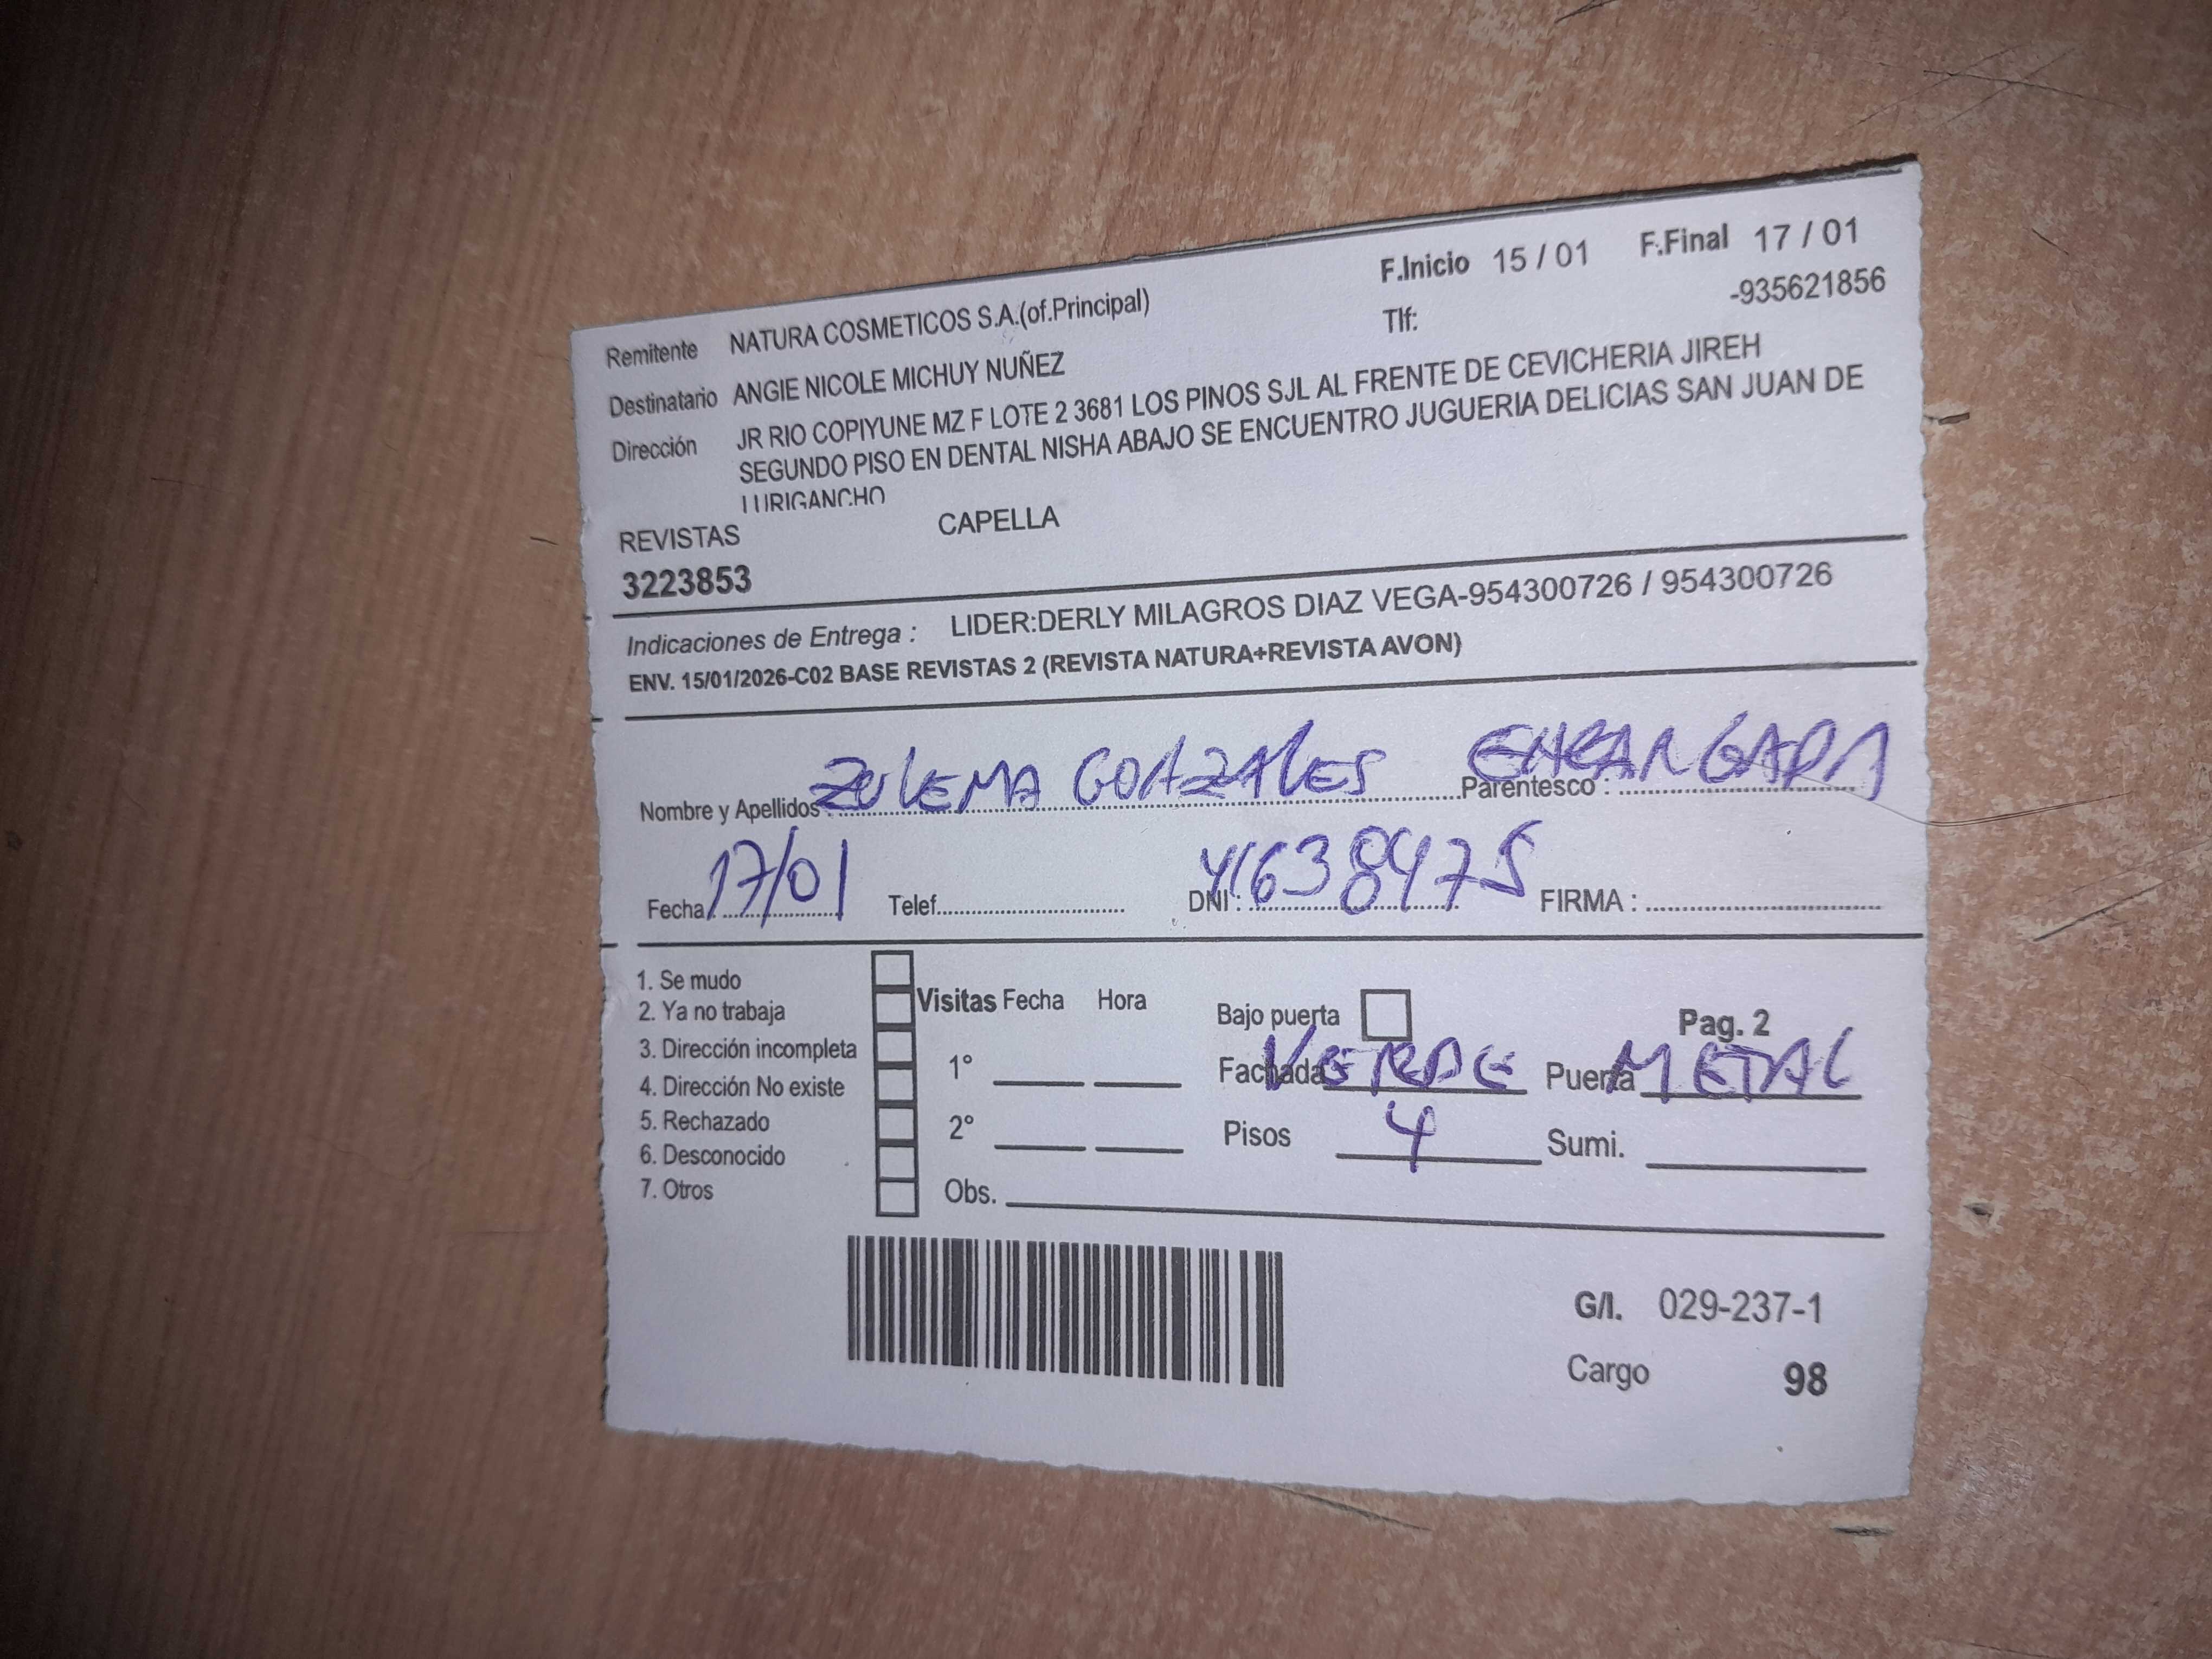 F.Inicio 15 / 01 F.Final 17 / 01
Remitente NATURA COSMETICOS S.A.(of.Principal) Tlf: -935621856
Destinatario ANGIE NICOLE MICHUY NUÑEZ
Dirección JR RIO COPIYUNE MZ F LOTE 2 3681 LOS PINOS SJL AL FRENTE DE CEVICHERIA JIREH
SEGUNDO PISO EN DENTAL NISHA ABAJO SE ENCUENTRO JUGUERIA DELICIAS SAN JUAN DE
LURIGANCHO
REVISTAS CAPELLA
3223853
Indicaciones de Entrega : LIDER:DERLY MILAGROS DIAZ VEGA-954300726 / 954300726
ENV. 15/01/2026-C02 BASE REVISTAS 2 (REVISTA NATURA+REVISTA AVON)
Nombre y Apellidos : ZULEMA GONZALES Parentesco : ENCARGADA
Fecha 17/01 Telef. DNI : 41638475 FIRMA :
1. Se mudo
2. Ya no trabaja
3. Dirección incompleta
4. Dirección No existe
5. Rechazado
6. Desconocido
7. Otros
Visitas Fecha Hora
1°
2°
Obs.
Bajo puerta Pag. 2
Fachada VERDE Puerta METAL
Pisos 4 Sumi.
G/I. 029-237-1
Cargo 98